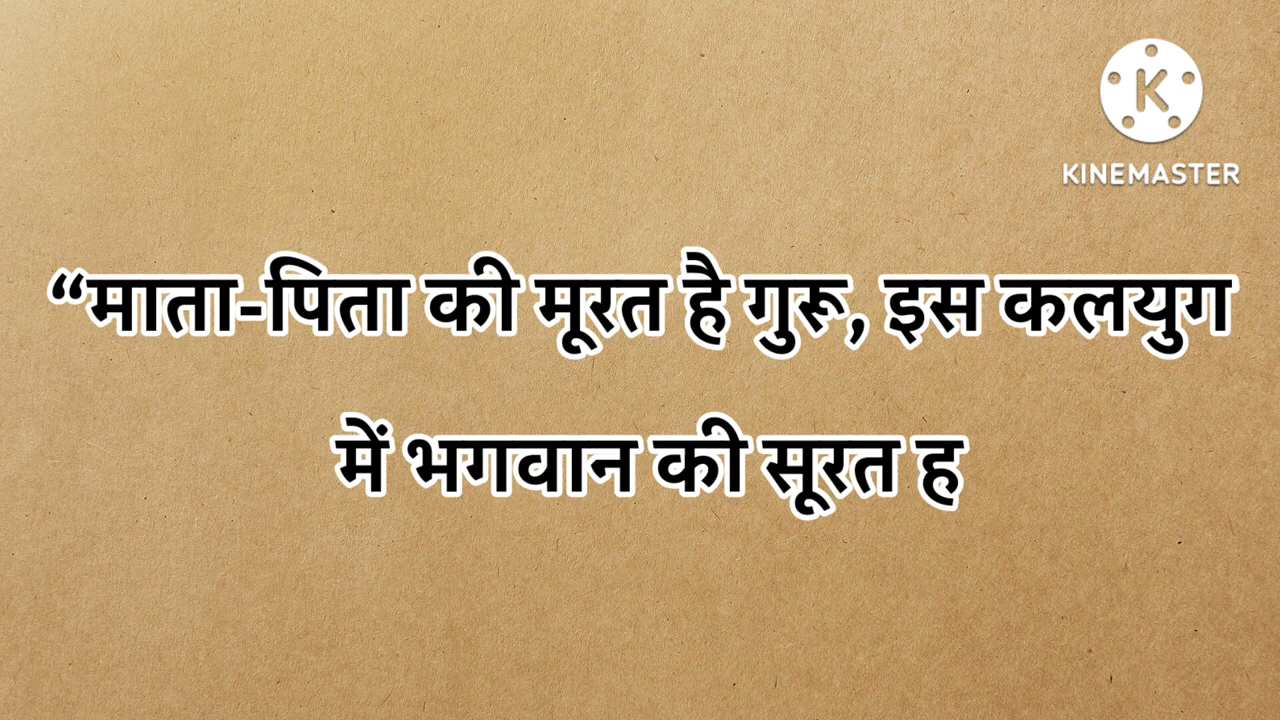 KINEMASTER
“माता-पिता की मूरत है गुरू, इस कलयुग
में भगवान की सूरत ह